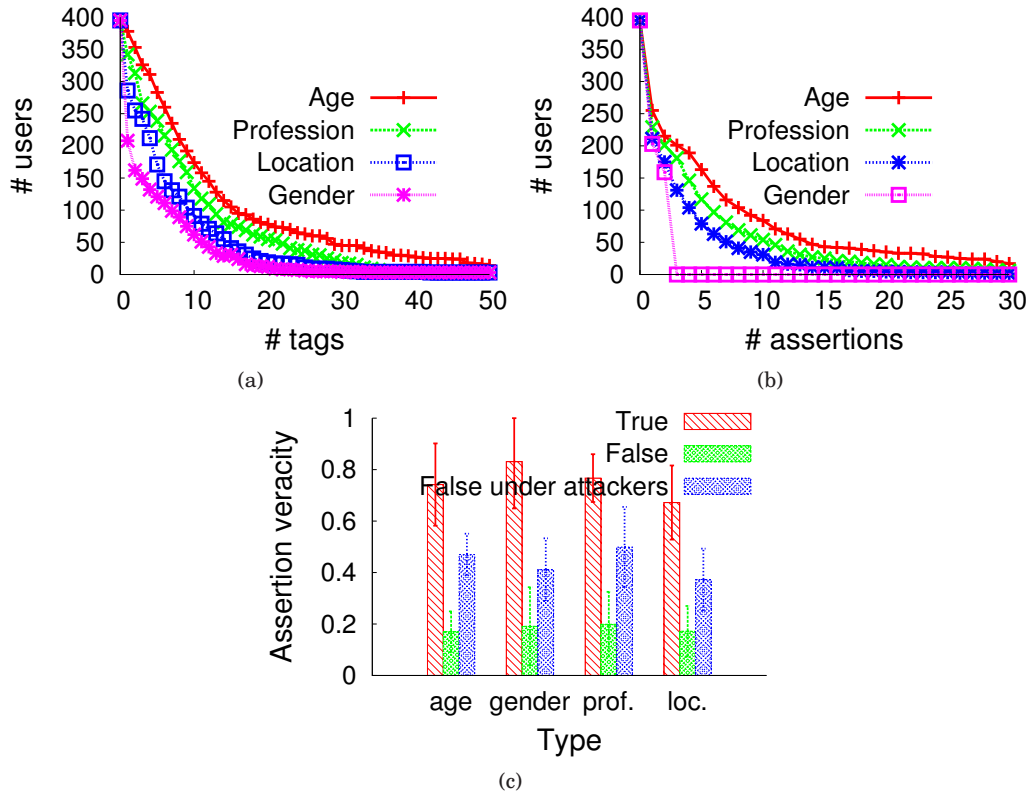 400
350
300
250
200
150
100
50
0
# users
Age
Profession
Location
Gender
0 10 20 30 40 50
# tags
(a)
400
350
300
250
200
150
100
50
0
# users
Age
Profession
Location
Gender
0 5 10 15 20 25 30
# assertions
(b)
1
0.8
0.6
0.4
0.2
0
Assertion veracity
True
False
False under attackers
age gender prof. loc.
Type
(c)